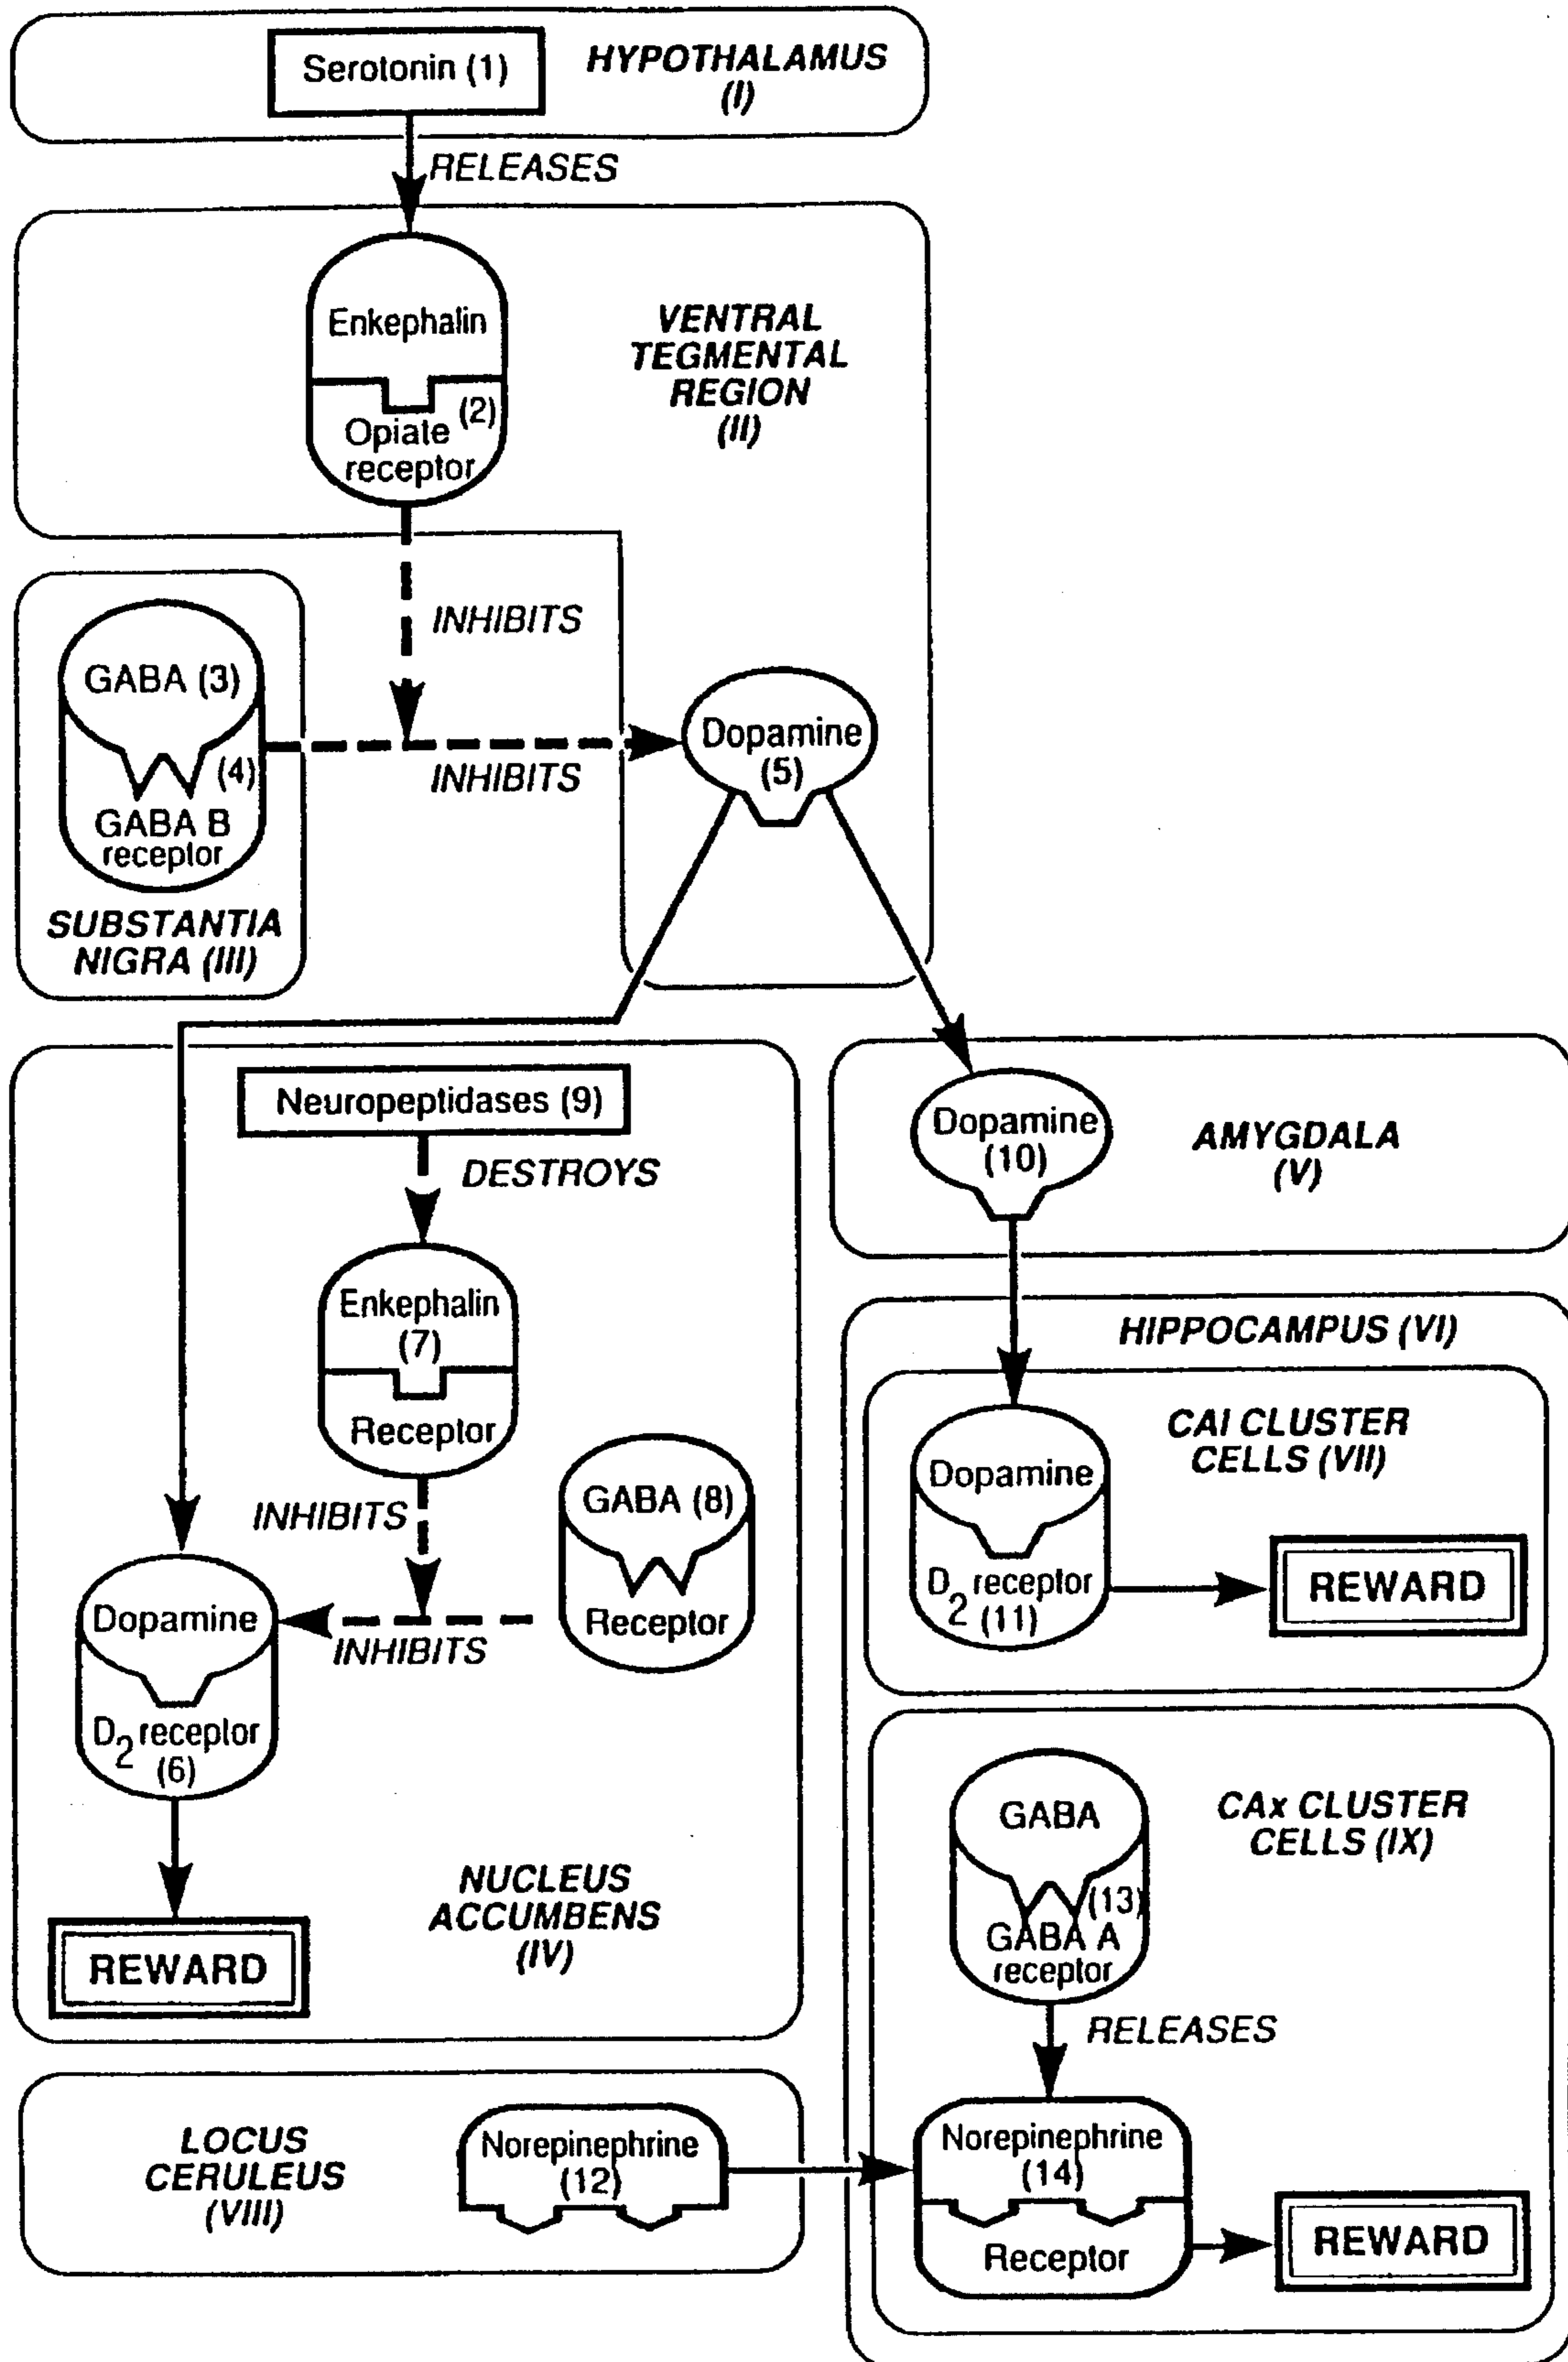 Serotonin (1)
HYPOTHALAMUS
(I)
RELEASES
Enkephalin
(2)
Opiate
receptor
VENTRAL
TEGMENTAL
REGION
(II)
INHIBITS
GABA (3)
(4)
GABA B
receptor
SUBSTANTIA
NIGRA (III)
INHIBITS
Dopamine
(5)
Neuropeptidases (9)
DESTROYS
Enkephalin
(7)
Receptor
INHIBITS
GABA (8)
Receptor
INHIBITS
Dopamine
D2 receptor
(6)
REWARD
NUCLEUS
ACCUMBENS
(IV)
Dopamine
(10)
AMYGDALA
(V)
HIPPOCAMPUS (VI)
CAI CLUSTER
CELLS (VII)
Dopamine
D2 receptor
(11)
REWARD
CAx CLUSTER
CELLS (IX)
GABA
(13)
GABA A
receptor
RELEASES
LOCUS
CERULEUS
(VIII)
Norepinephrine
(12)
Norepinephrine
(14)
Receptor
REWARD